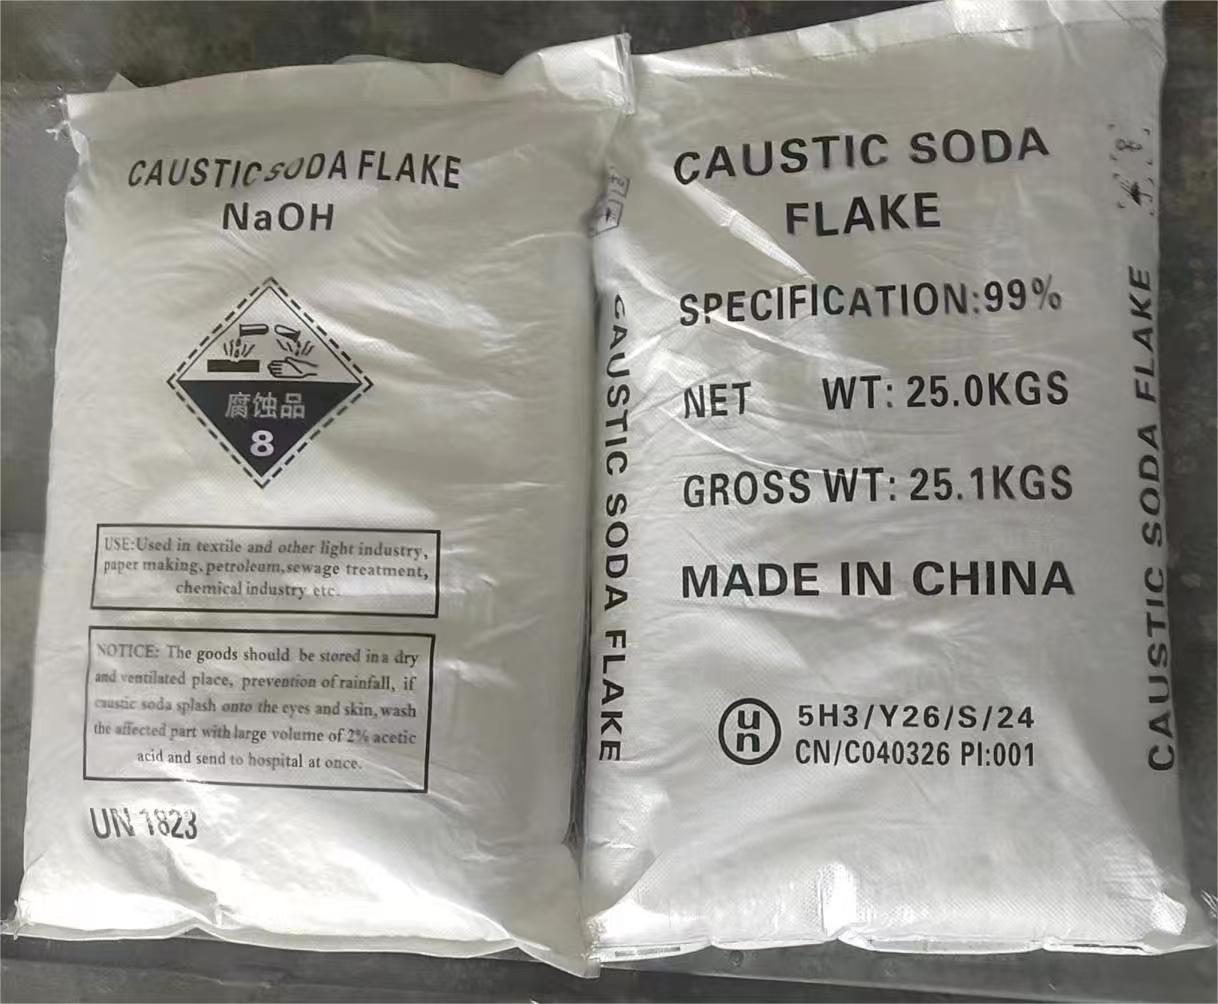 CAUSTIC SODA FLAKE
NaOH
腐蚀品
8
USE:Used in textile and other light industry,
paper making, petroleum,sewage treatment,
chemical industry etc.
NOTICE: The goods should be stored in a dry
and ventilated place, prevention of rainfall, if
caustic soda splash onto the eyes and skin, wash
the affected part with large volume of 2% acetic
acid and send to hospital at once.
UN 1823
CAUSTIC SODA FLAKE
CAUSTIC SODA
FLAKE
SPECIFICATION:99%
NET WT: 25.0KGS
GROSS WT: 25.1KGS
MADE IN CHINA
un
5H3/Y26/S/24
CN/C040326 PI:001
CAUSTIC SODA FLAKE